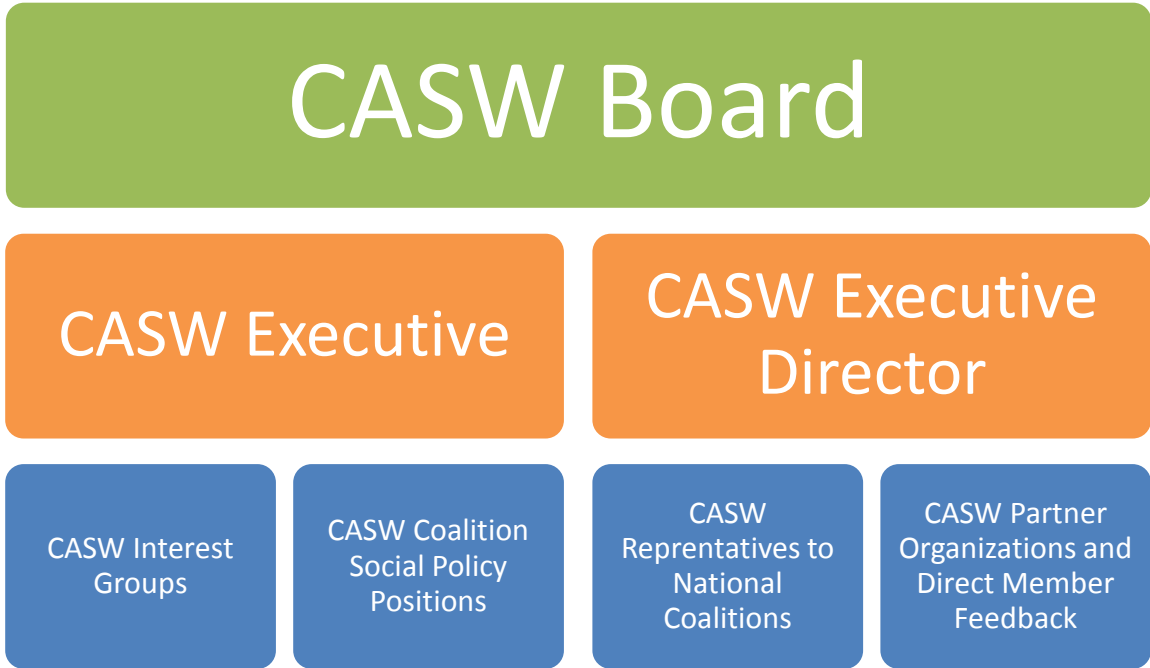 CASW Board
CASW Executive
CASW Executive
Director
CASW Interest
Groups
CASW Coalition
Social Policy
Positions
CASW
Reprentatives to
National
Coalitions
CASW Partner
Organizations and
Direct Member
Feedback